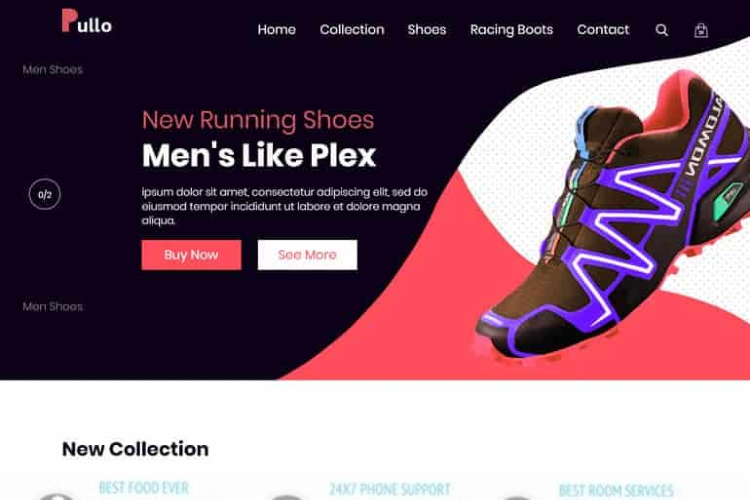 Pullo
Home Collection Shoes Racing Boots Contact
Men Shoes
New Running Shoes
Men's Like Plex
ipsum dolor sit amet, consectetur adipiscing elit, sed do
eiusmod tempor incididunt ut labore et dolore magna
aliqua.
0/2
Buy Now See More
SALOMON
Men Shoes
New Collection
BEST FOOD EVER 24X7 PHONE SUPPORT BEST ROOM SERVICES